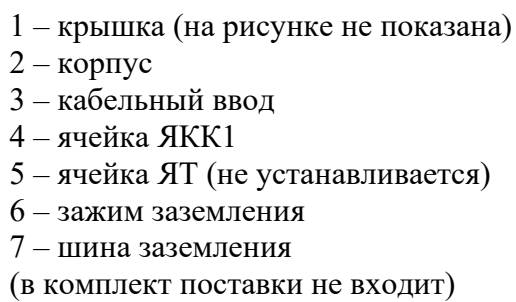 1 – крышка (на рисунке не показана)
2 – корпус
3 – кабельный ввод
4 – ячейка ЯКК1
5 – ячейка ЯТ (не устанавливается)
6 – зажим заземления
7 – шина заземления
(в комплект поставки не входит)